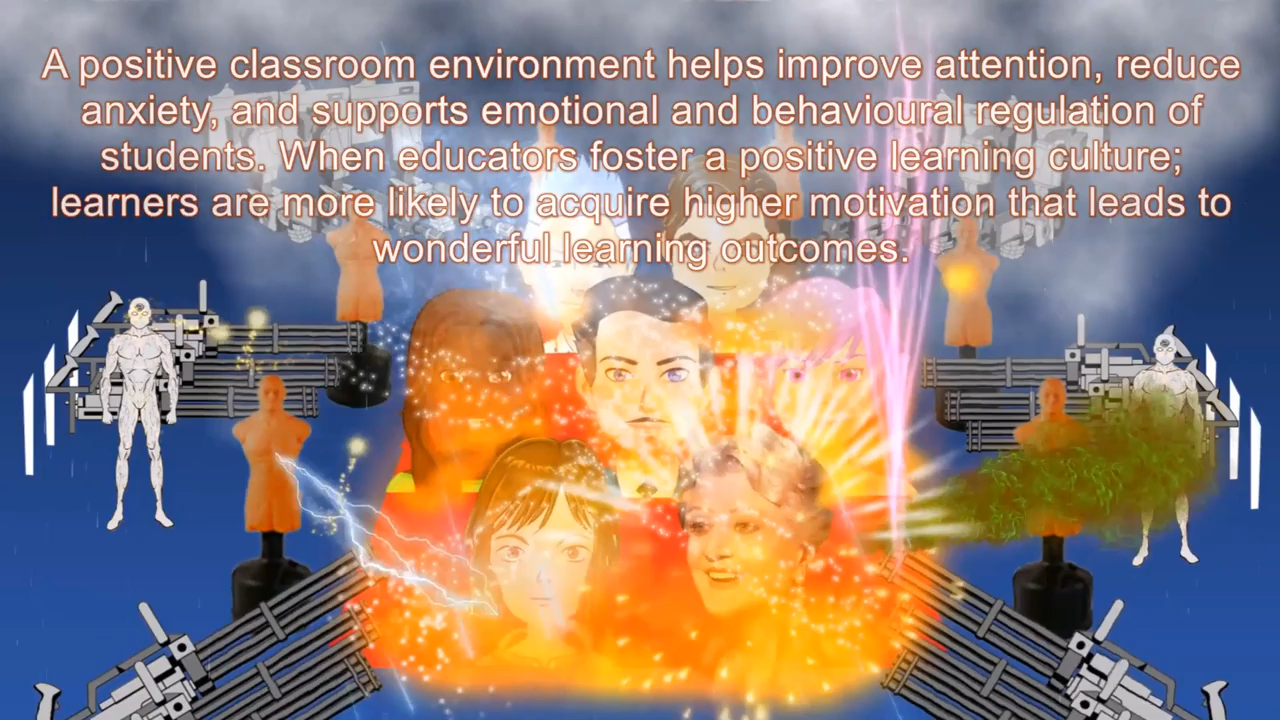 A positive classroom environment helps improve attention, reduce
anxiety, and supports emotional and behavioural regulation of
students. When educators foster a positive learning culture;
learners are more likely to acquire higher motivation that leads to
wonderful learning outcomes.